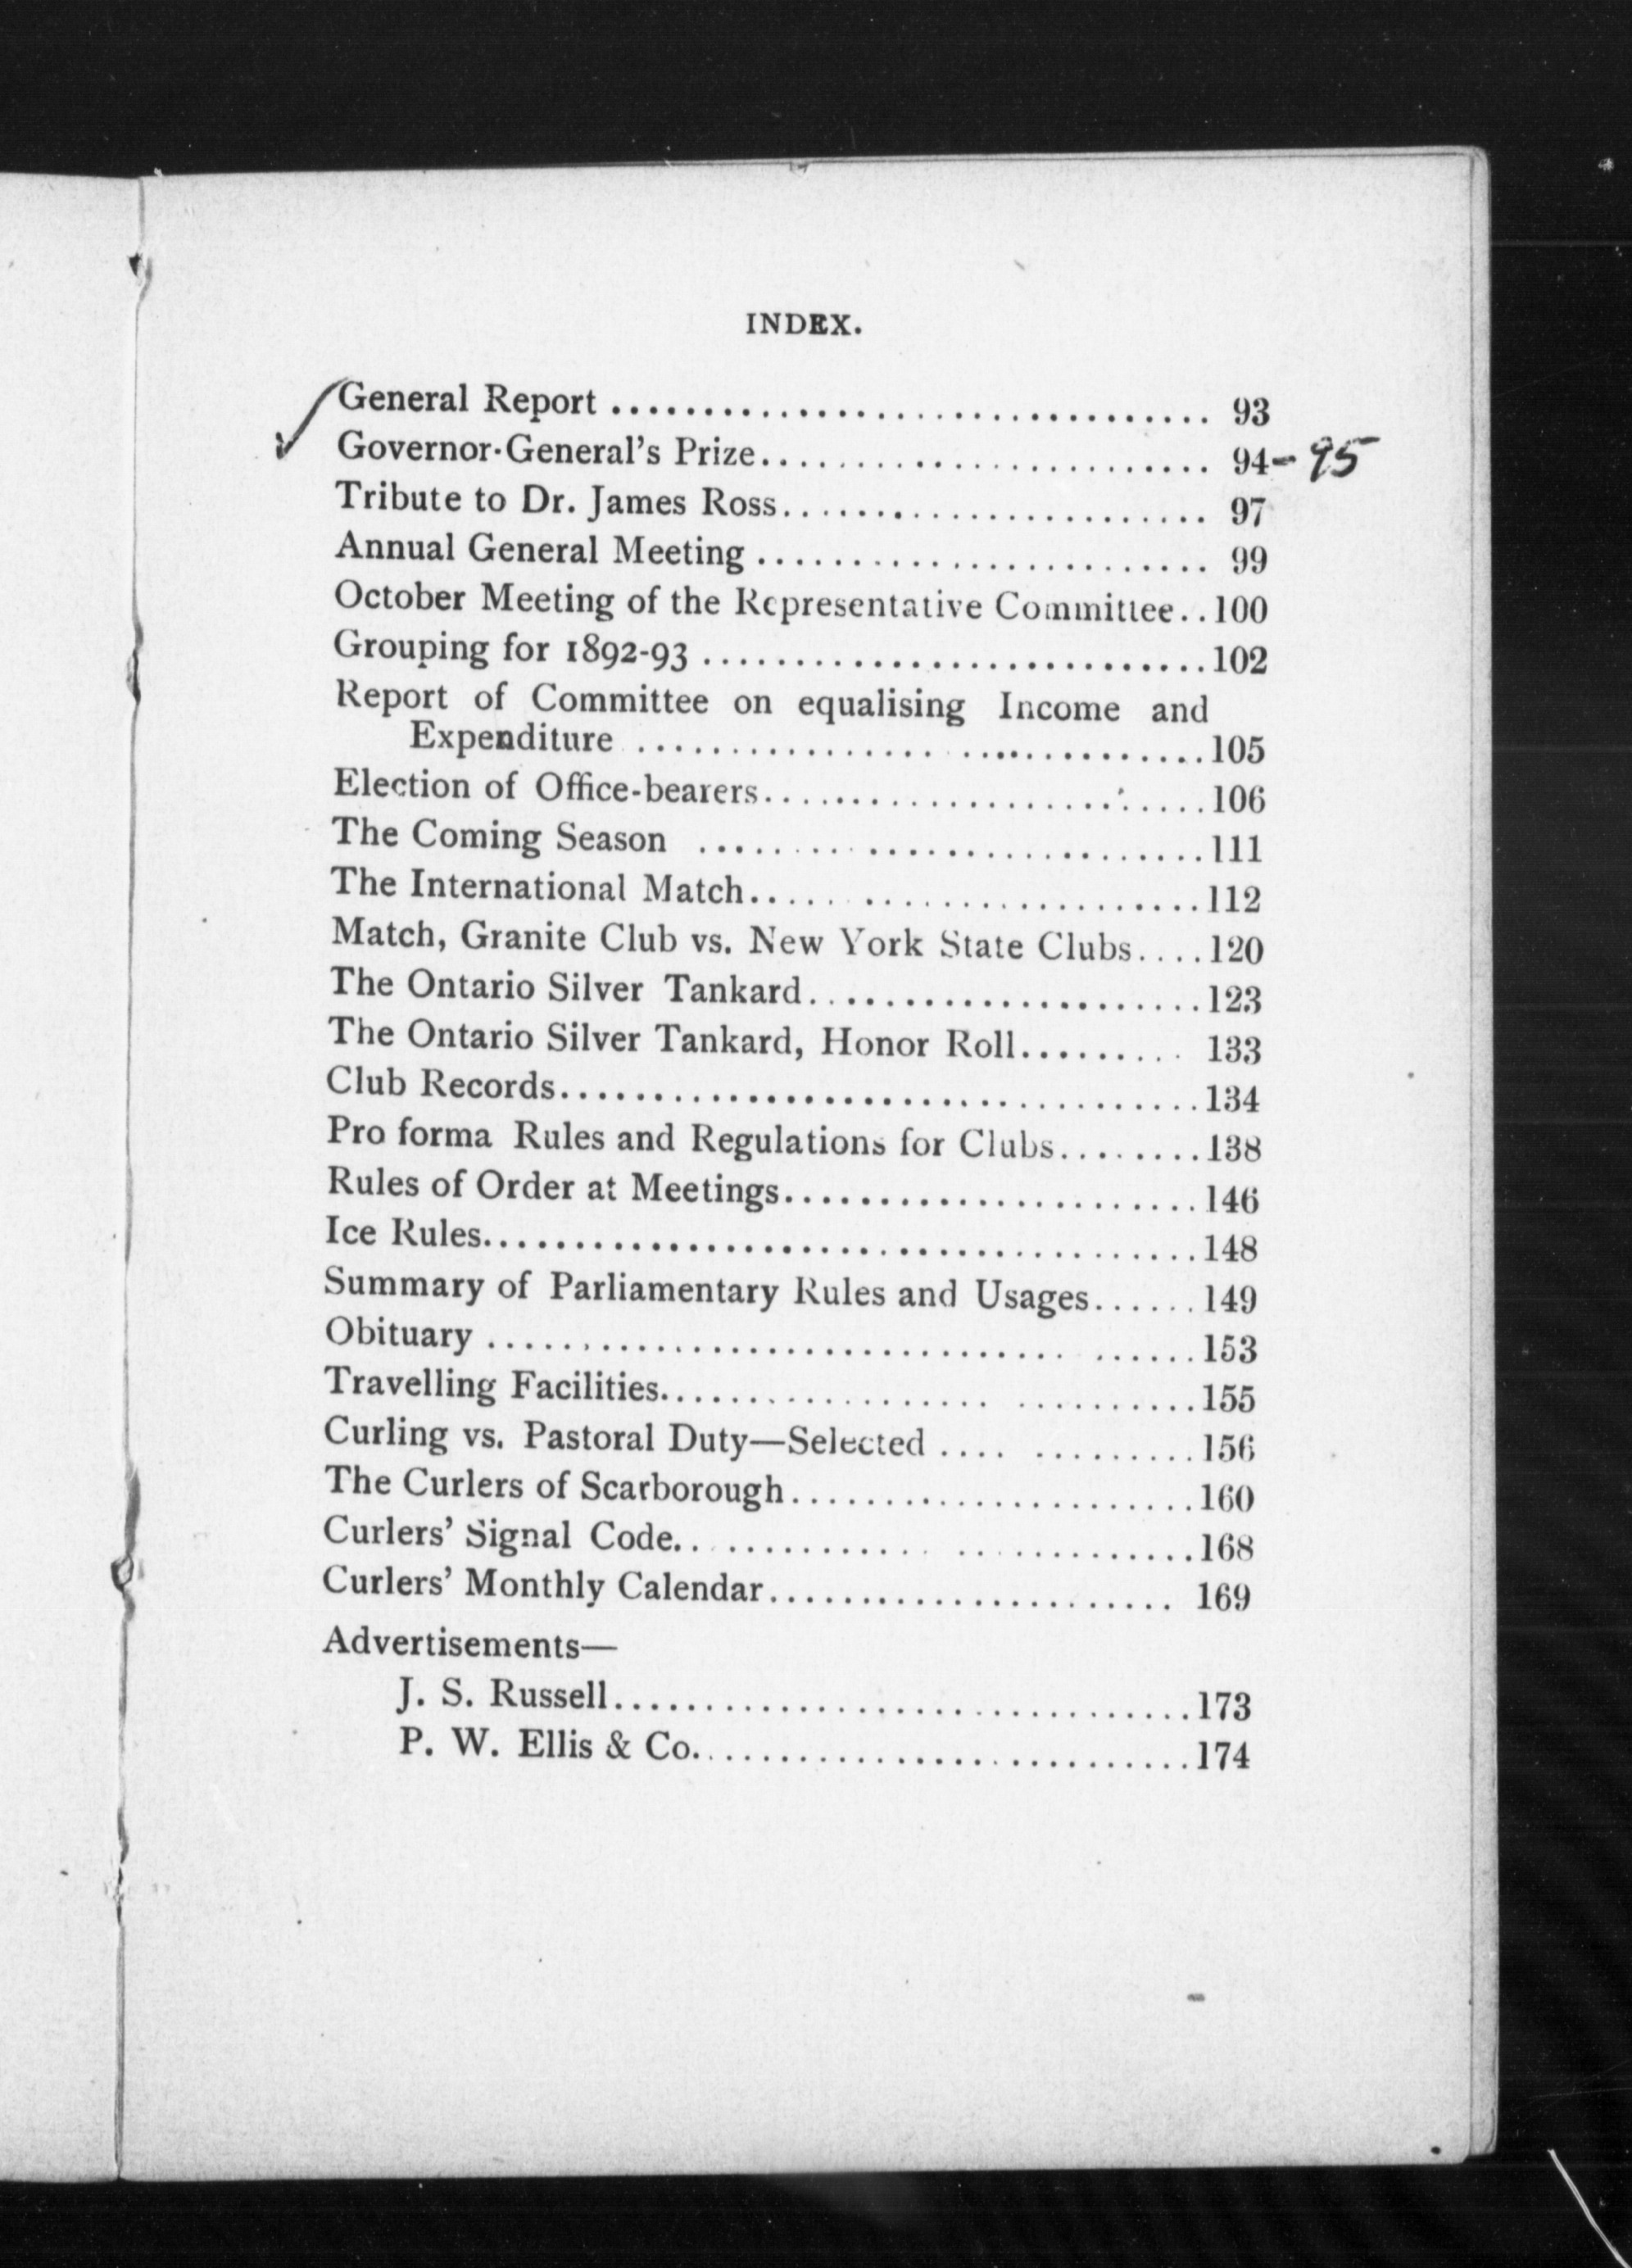 INDEX.
General Report .................................. 93
Governor-General's Prize......................... 94-95
Tribute to Dr. James Ross........................ 97
Annual General Meeting .......................... 99
October Meeting of the Representative Committee..100
Grouping for 1892-93 ............................102
Report of Committee on equalising Income and
Expenditure ...............................105
Election of Office-bearers........................106
The Coming Season ............................111
The International Match.........................112
Match, Granite Club vs. New York State Clubs....120
The Ontario Silver Tankard......................123
The Ontario Silver Tankard, Honor Roll......... 133
Club Records....................................134
Pro forma Rules and Regulations for Clubs........138
Rules of Order at Meetings.......................146
Ice Rules........................................148
Summary of Parliamentary Rules and Usages......149
Obituary ......................................153
Travelling Facilities............................155
Curling vs. Pastoral Duty—Selected .... .........156
The Curlers of Scarborough.......................160
Curlers' Signal Code............................168
Curlers' Monthly Calendar....................... 169
Advertisements—
J. S. Russell................................173
P. W. Ellis & Co.............................174